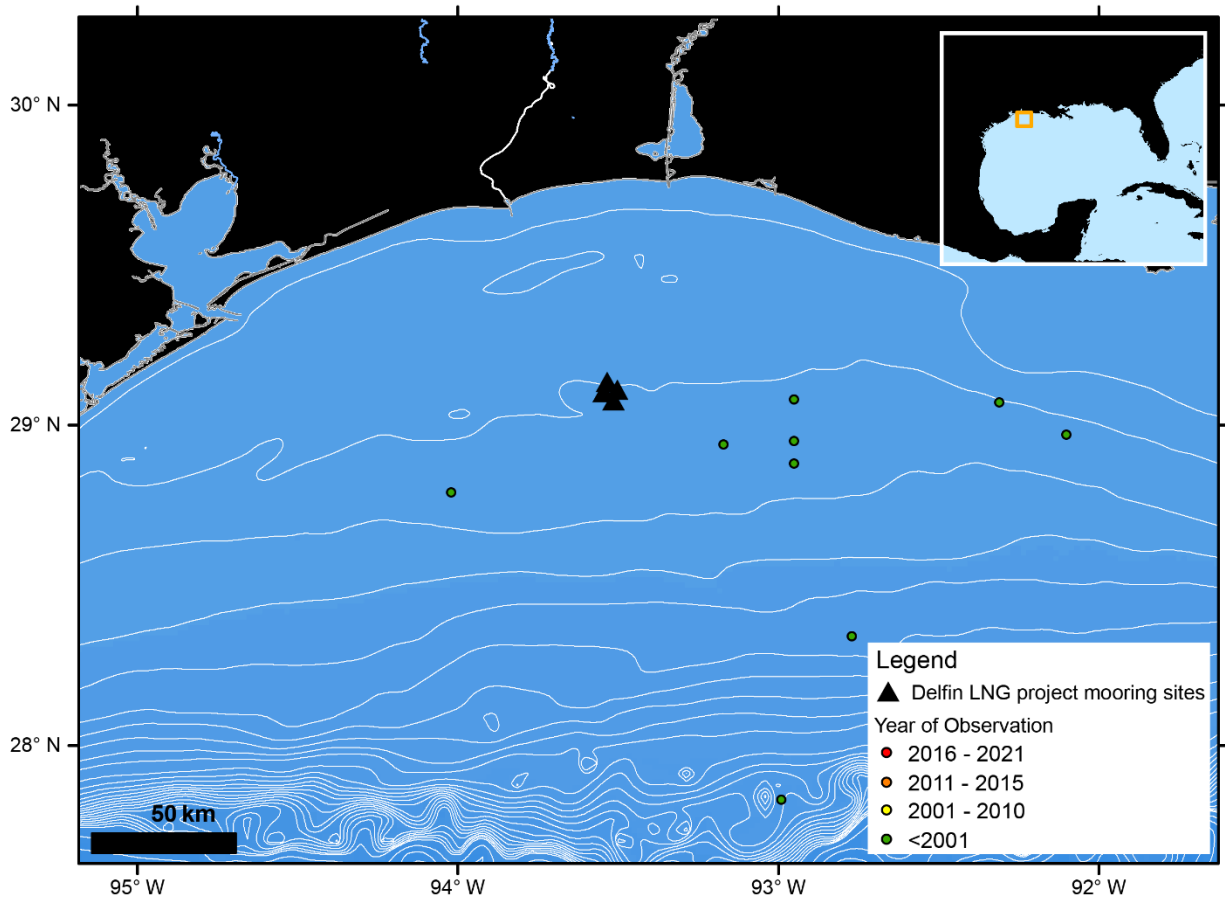 30° N
29° N
28° N
Legend
Delfin LNG project mooring sites
Year of Observation
2016 - 2021
2011 - 2015
2001 - 2010
<2001
50 km
95° W
94° W
93° W
92° W